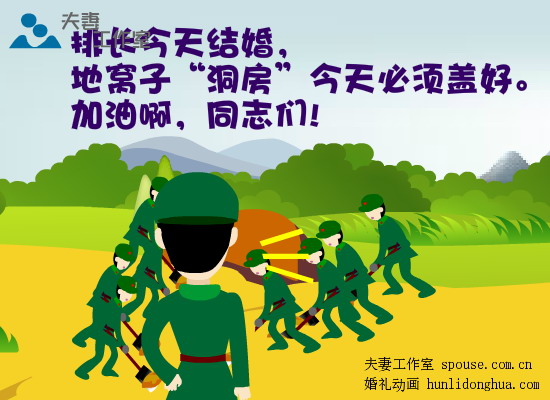 夫妻
工作室
排长今天结婚，
地窝子“洞房”今天必须盖好。
加油啊，同志们！
夫妻工作室 spouse.com.cn
婚礼动画 hunlidonghua.com